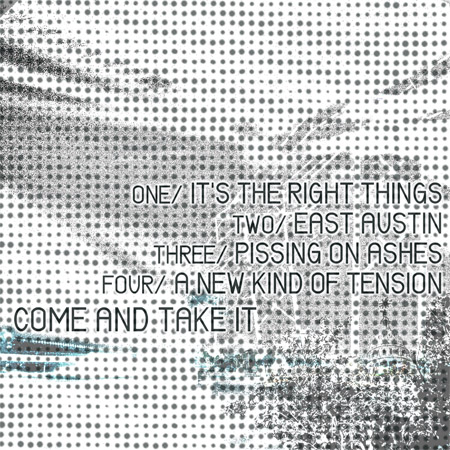 ONE/ IT'S THE RIGHT THINGS
TWO/ EAST AUSTIN
THREE/ PISSING ON ASHES
FOUR/ A NEW KIND OF TENSION
COME AND TAKE IT